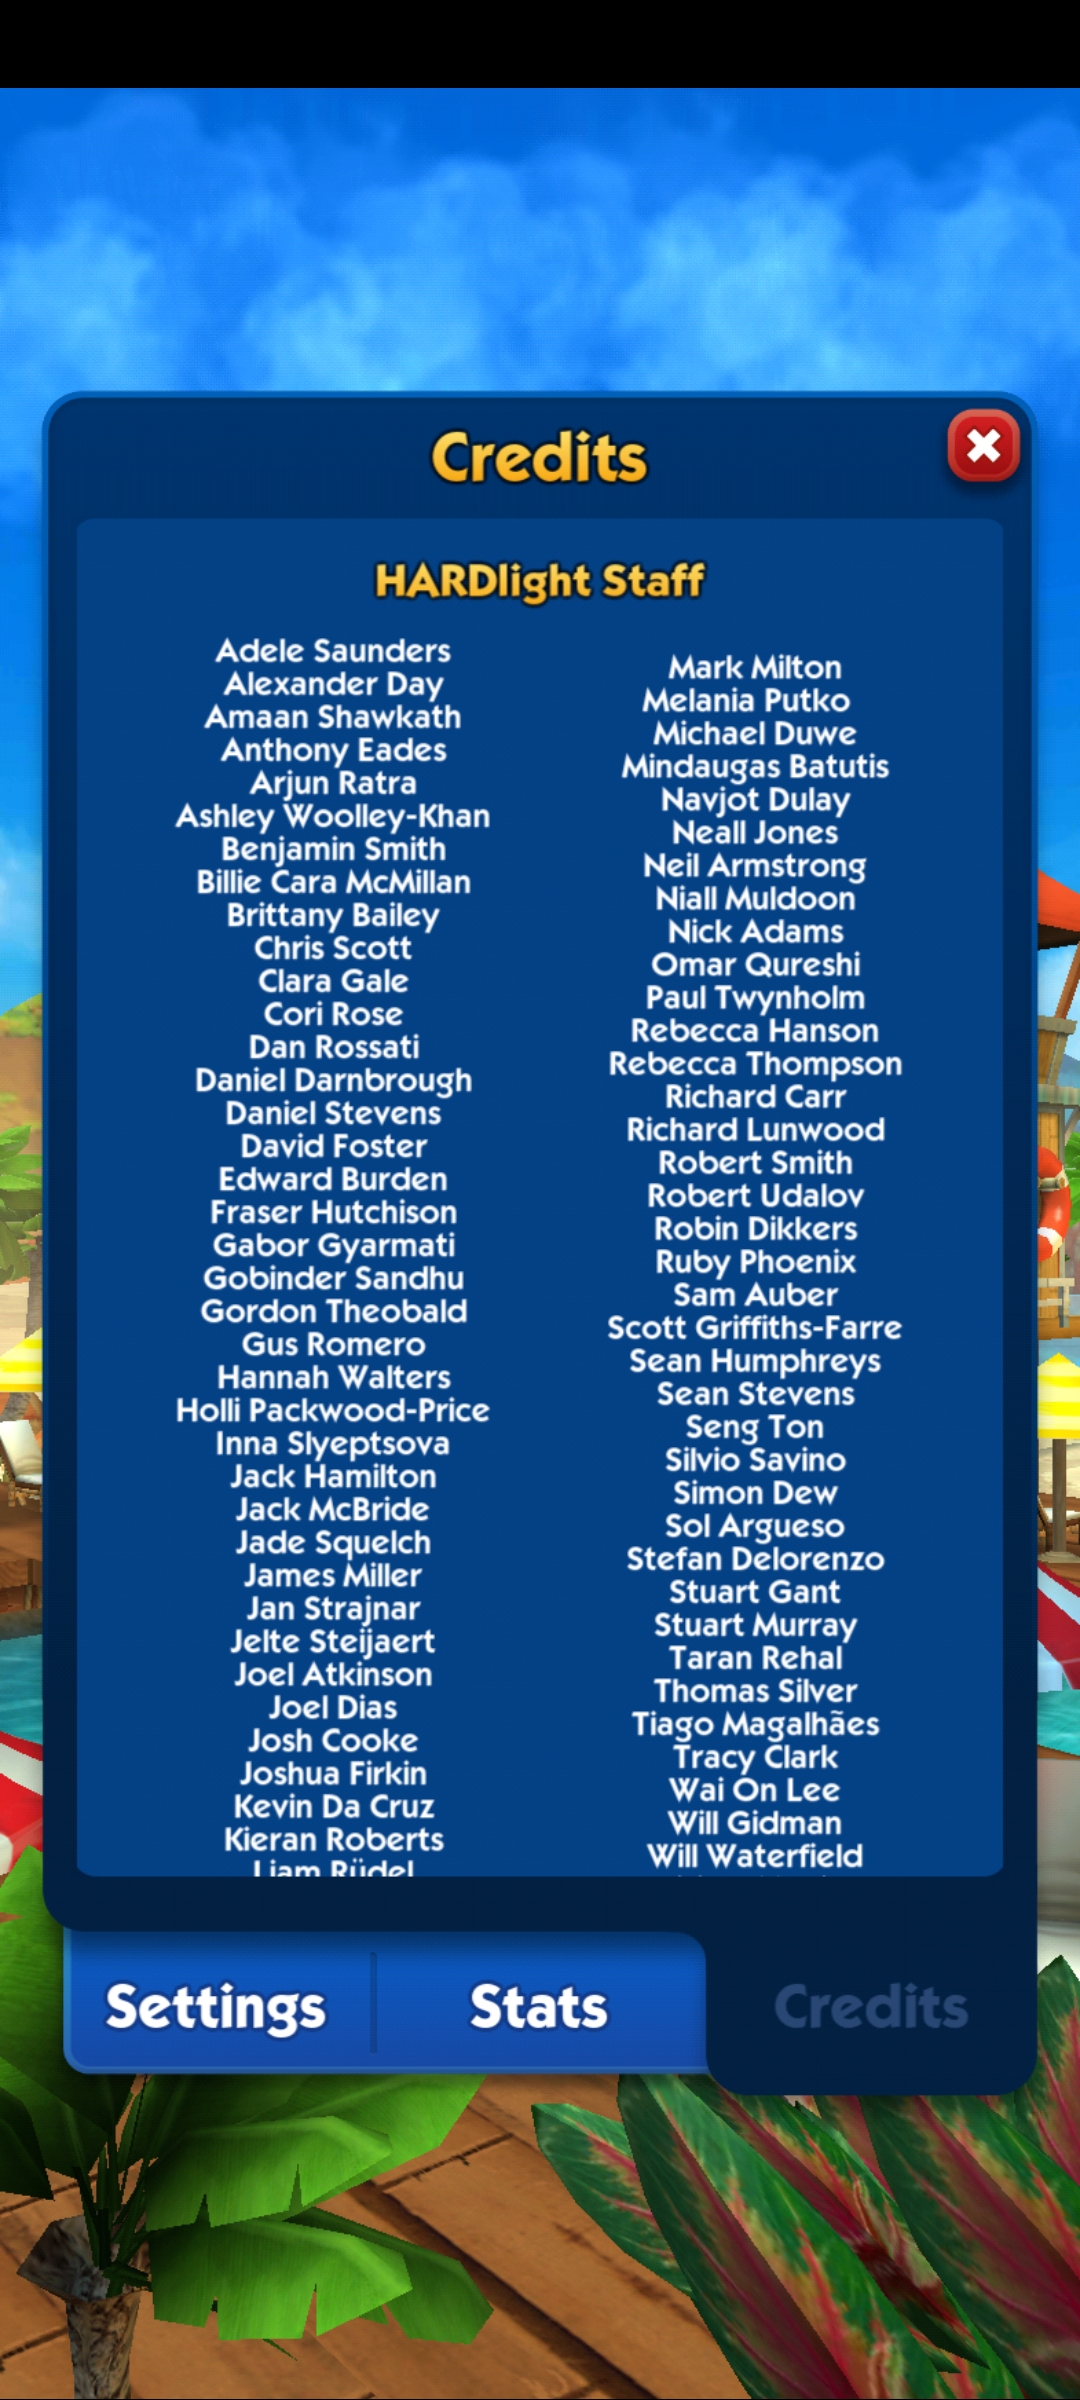 Credits
HARDlight Staff
Adele Saunders
Alexander Day
Amaan Shawkath
Anthony Eades
Arjun Ratra
Ashley Woolley-Khan
Benjamin Smith
Billie Cara McMillan
Brittany Bailey
Chris Scott
Clara Gale
Cori Rose
Dan Rossati
Daniel Darnbrough
Daniel Stevens
David Foster
Edward Burden
Fraser Hutchison
Gabor Gyarmati
Gobinder Sandhu
Gordon Theobald
Gus Romero
Hannah Walters
Holli Packwood-Price
Inna Slyeptsova
Jack Hamilton
Jack McBride
Jade Squelch
James Miller
Jan Strajnar
Jelte Steijaert
Joel Atkinson
Joel Dias
Josh Cooke
Joshua Firkin
Kevin Da Cruz
Kieran Roberts
Liam Rüdel
Mark Milton
Melania Putko
Michael Duwe
Mindaugas Batutis
Navjot Dulay
Neall Jones
Neil Armstrong
Niall Muldoon
Nick Adams
Omar Qureshi
Paul Twynholm
Rebecca Hanson
Rebecca Thompson
Richard Carr
Richard Lunwood
Robert Smith
Robert Udalov
Robin Dikkers
Ruby Phoenix
Sam Auber
Scott Griffiths-Farre
Sean Humphreys
Sean Stevens
Seng Ton
Silvio Savino
Simon Dew
Sol Argueso
Stefan Delorenzo
Stuart Gant
Stuart Murray
Taran Rehal
Thomas Silver
Tiago Magalhães
Tracy Clark
Wai On Lee
Will Gidman
Will Waterfield
Settings
Stats
Credits